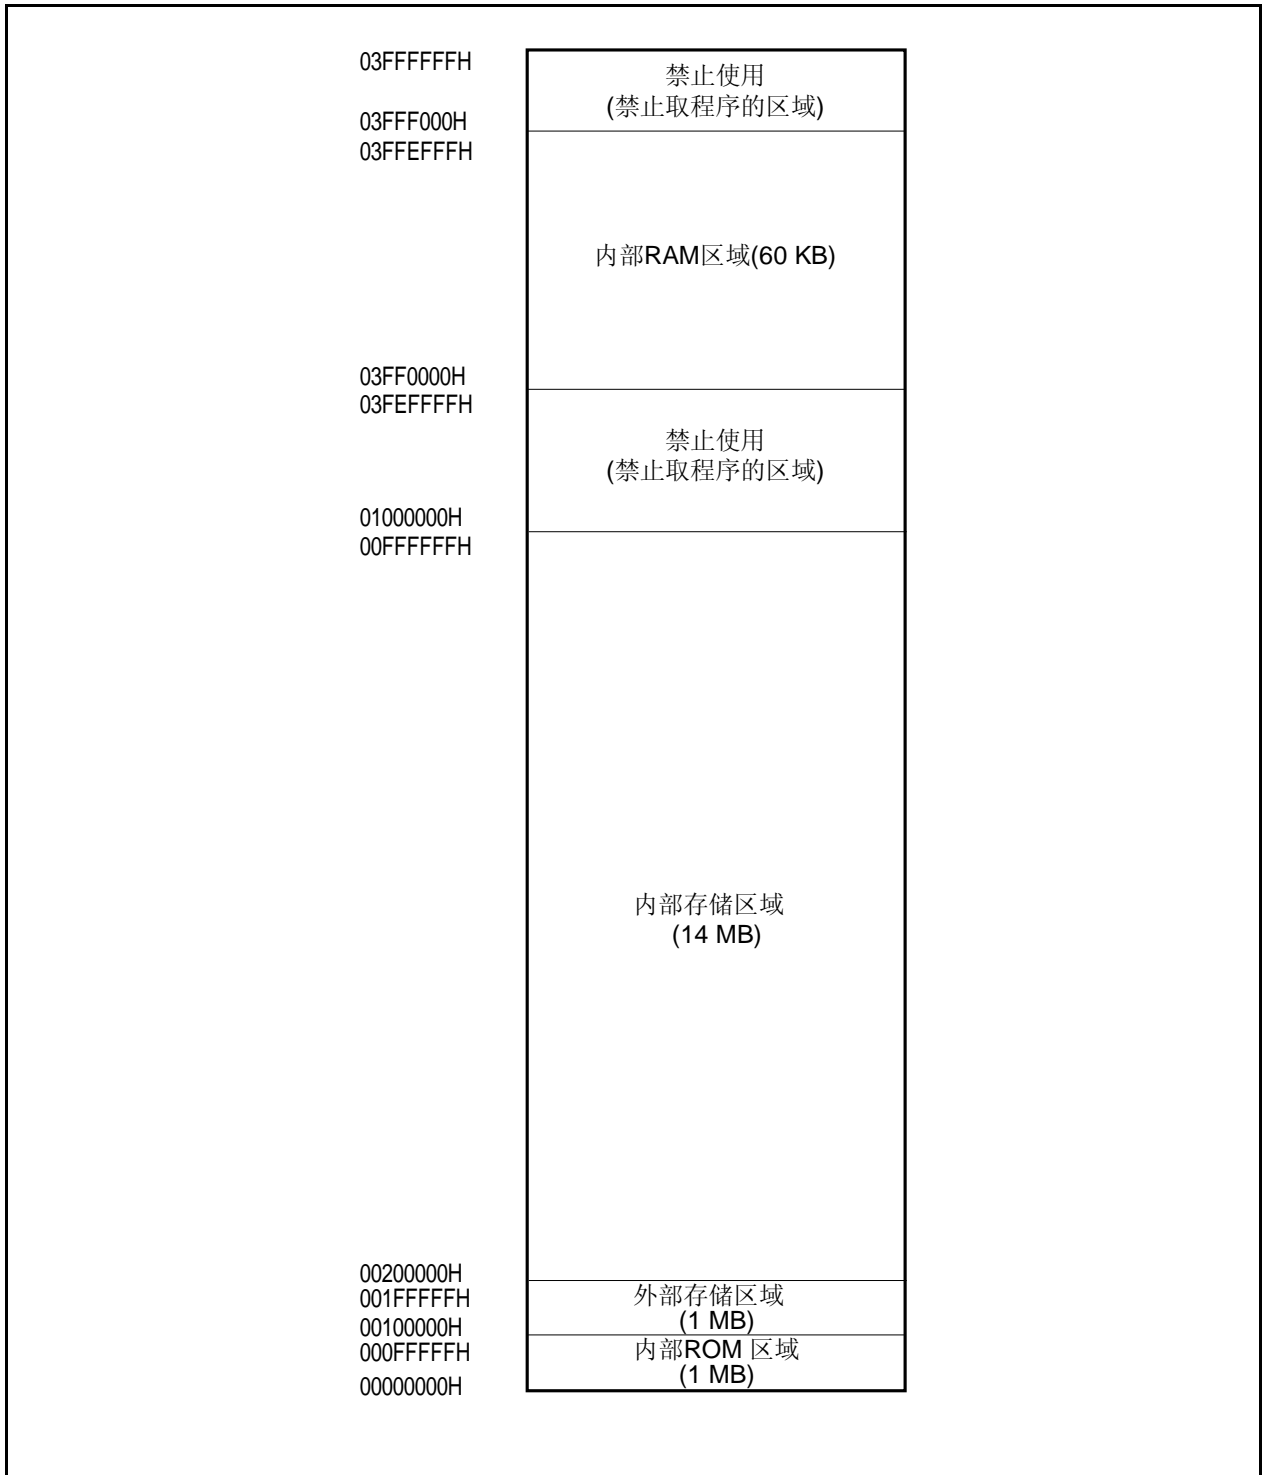 03FFFFFFH
禁止使用
(禁止取程序的区域)
03FFF000H
03FFEFFFH
内部RAM区域(60 KB)
03FF0000H
03FEFFFFH
禁止使用
(禁止取程序的区域)
01000000H
00FFFFFFH
内部存储区域
(14 MB)
00200000H
001FFFFFH
外部存储区域
(1 MB)
00100000H
000FFFFFH
内部ROM 区域
(1 MB)
00000000H